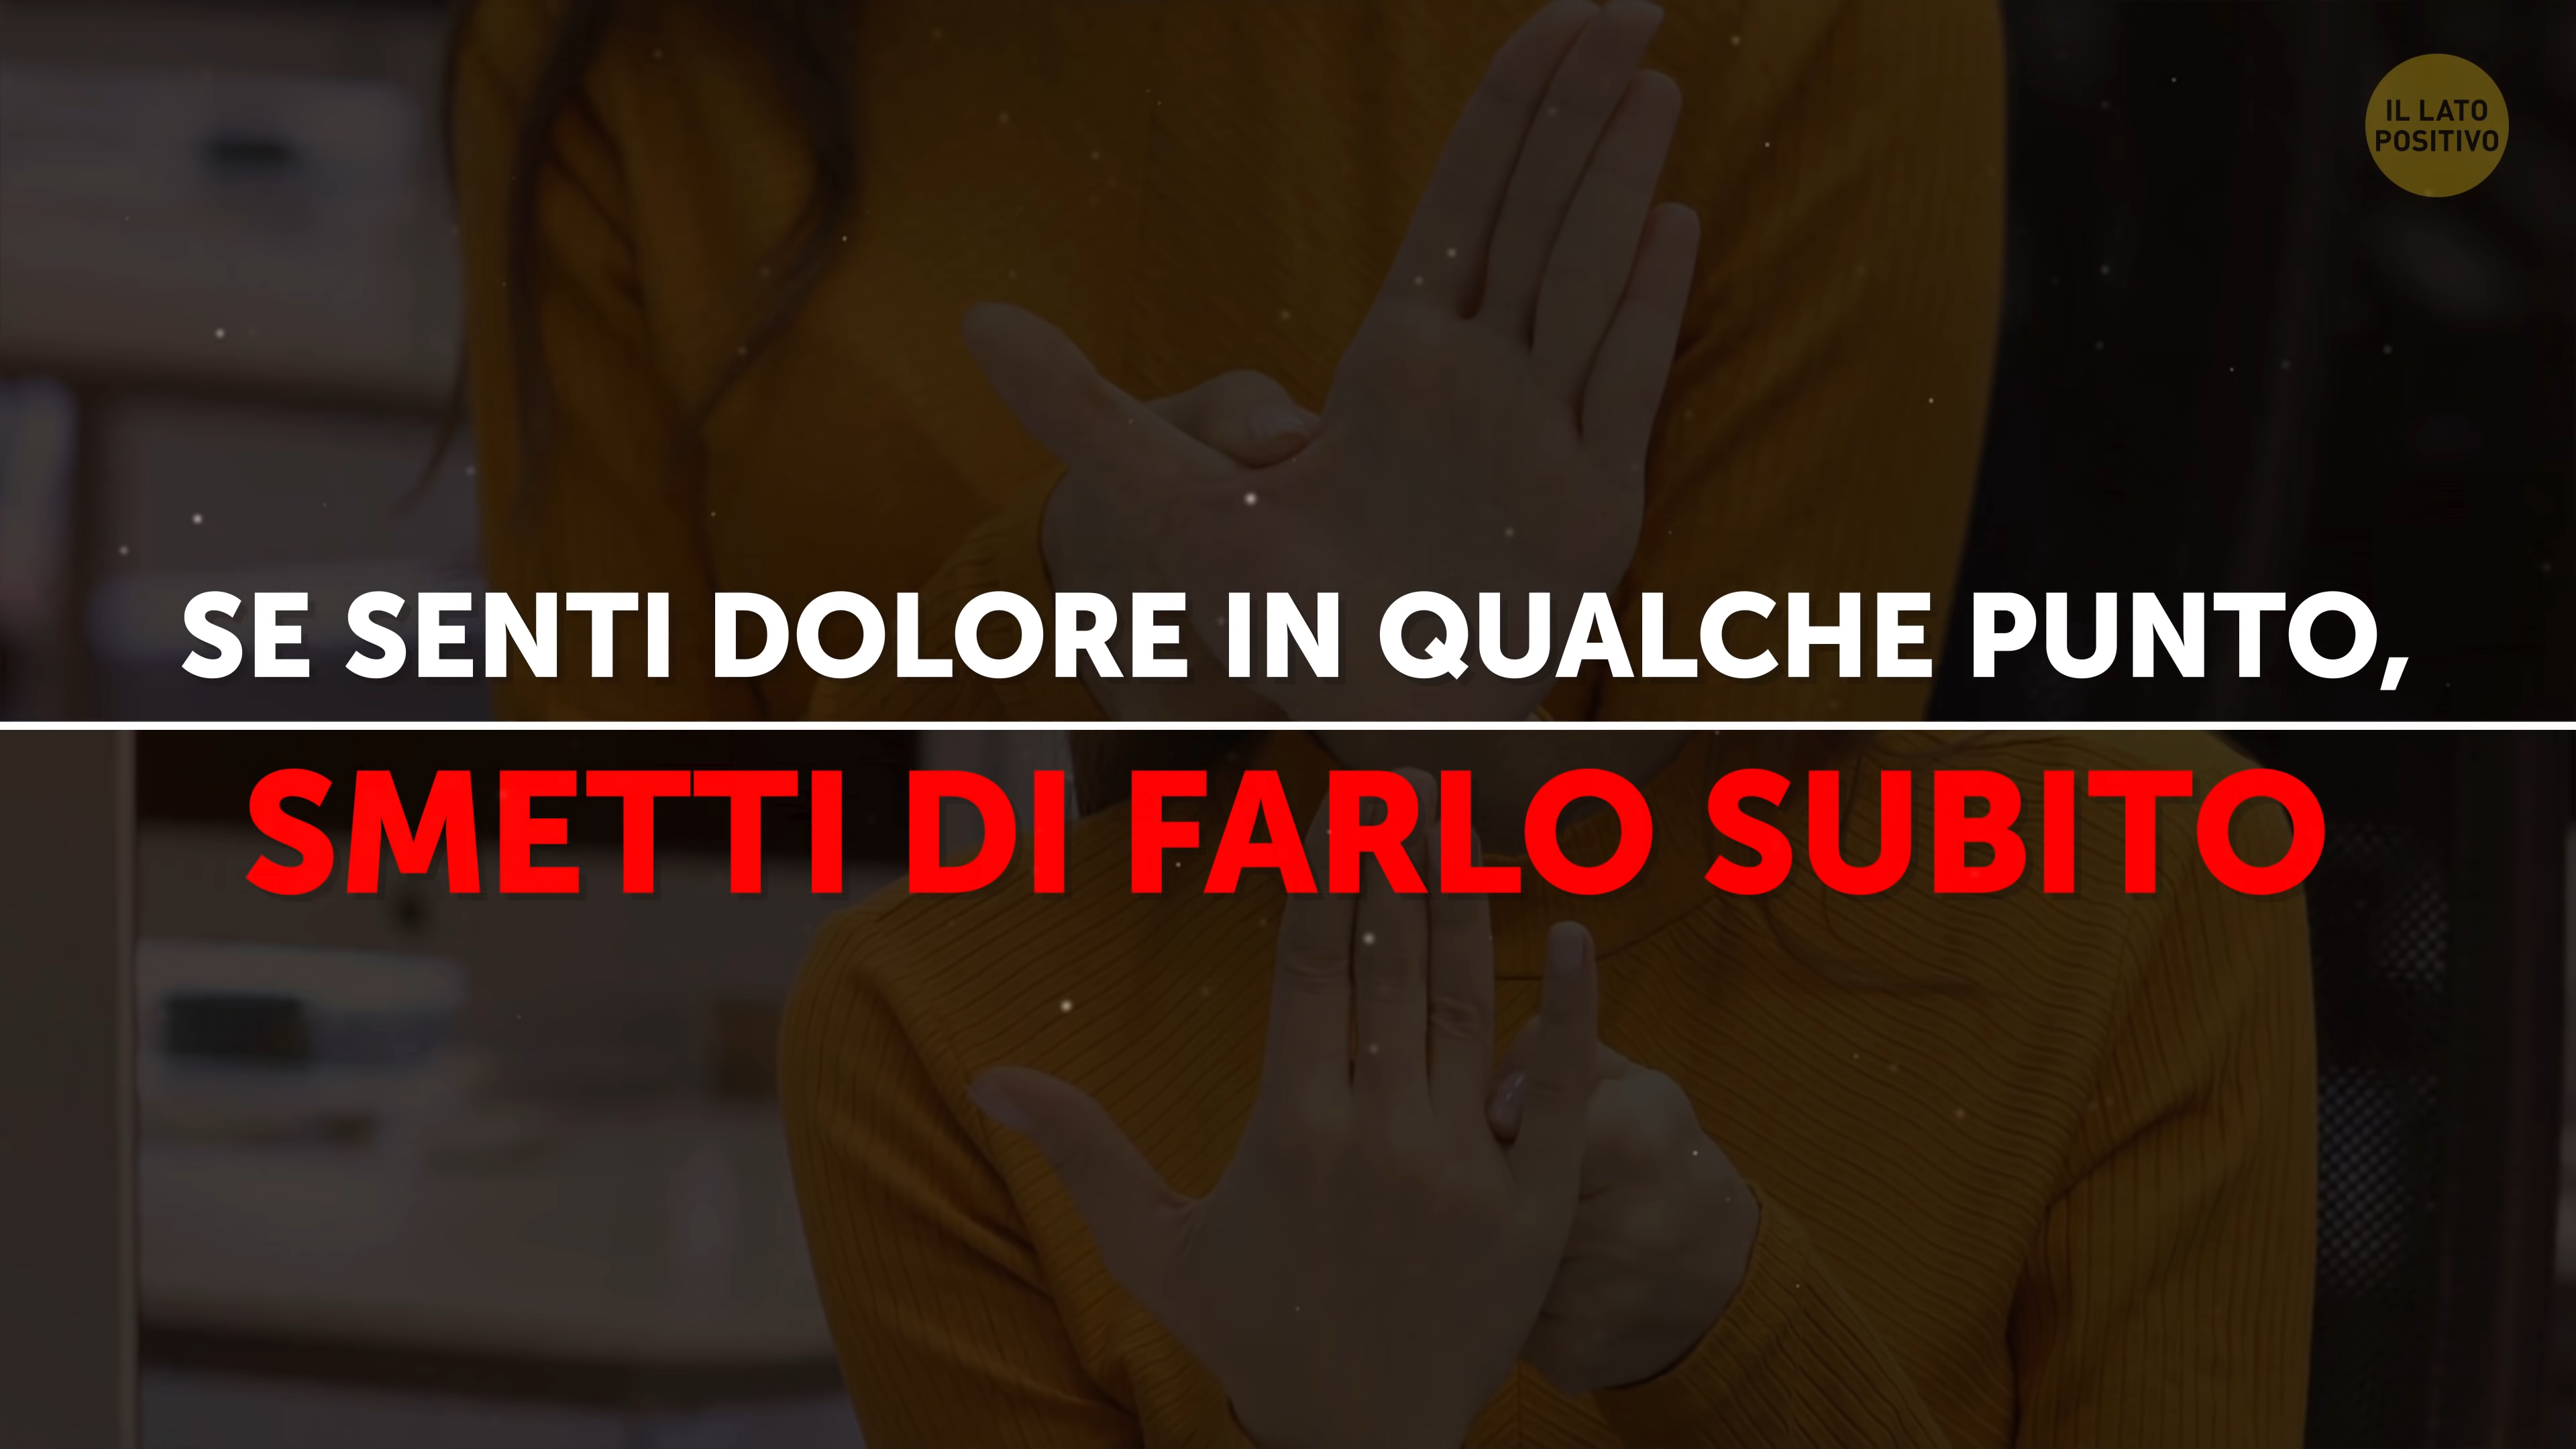 IL LATO
POSITIVO
SE SENTI DOLORE IN QUALCHE PUNTO,
SMETTI DI FARLO SUBITO